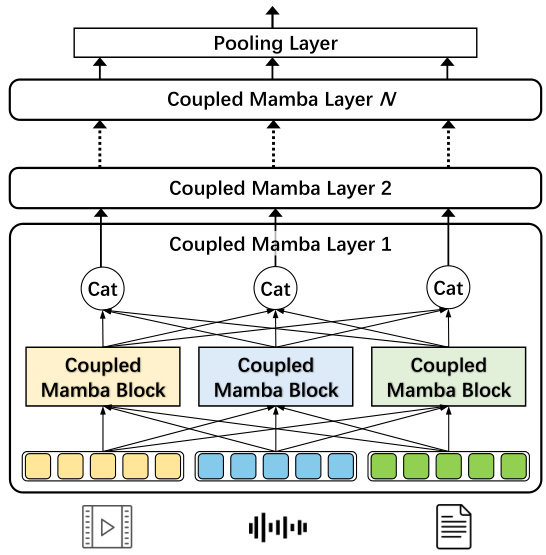 Pooling Layer
Coupled Mamba Layer N
Coupled Mamba Layer 2
Coupled Mamba Layer 1
Cat
Cat
Cat
Coupled
Mamba Block
Coupled
Mamba Block
Coupled
Mamba Block